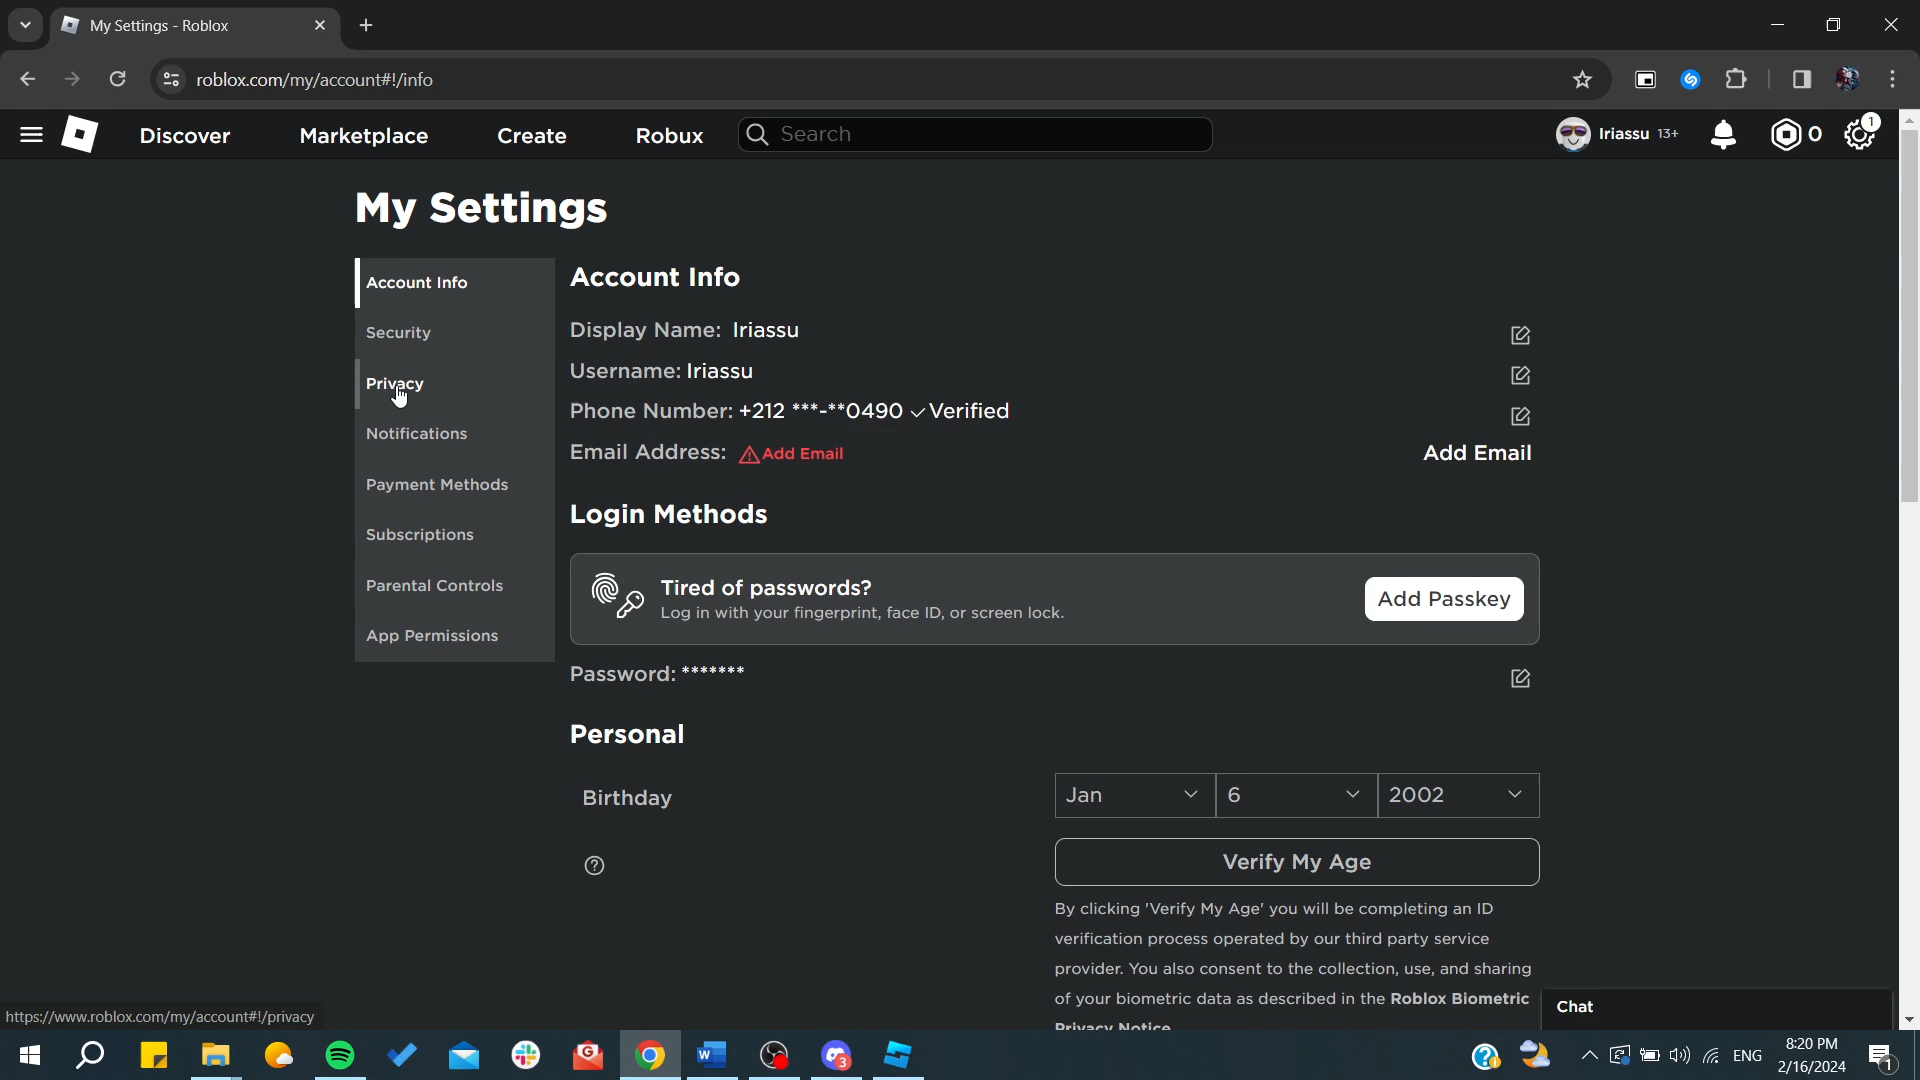 My Settings - Roblox
roblox.com/my/account#!/info
Discover
Marketplace
Create
Robux
Search
Iriassu 13+
0
1
My Settings
Account Info
Security
Privacy
Notifications
Payment Methods
Subscriptions
Parental Controls
App Permissions
Account Info
Display Name: Iriassu
Username: Iriassu
Phone Number: +212 ***-**0490 Verified
Email Address: Add Email
Add Email
Login Methods
Tired of passwords?
Log in with your fingerprint, face ID, or screen lock.
Add Passkey
Password: *******
Personal
Birthday
Jan
6
2002
Verify My Age
By clicking 'Verify My Age' you will be completing an ID
verification process operated by our third party service
provider. You also consent to the collection, use, and sharing
of your biometric data as described in the Roblox Biometric
Privacy Notice
Chat
https://www.roblox.com/my/account#!/privacy
3
ENG
8:20 PM
2/16/2024
1